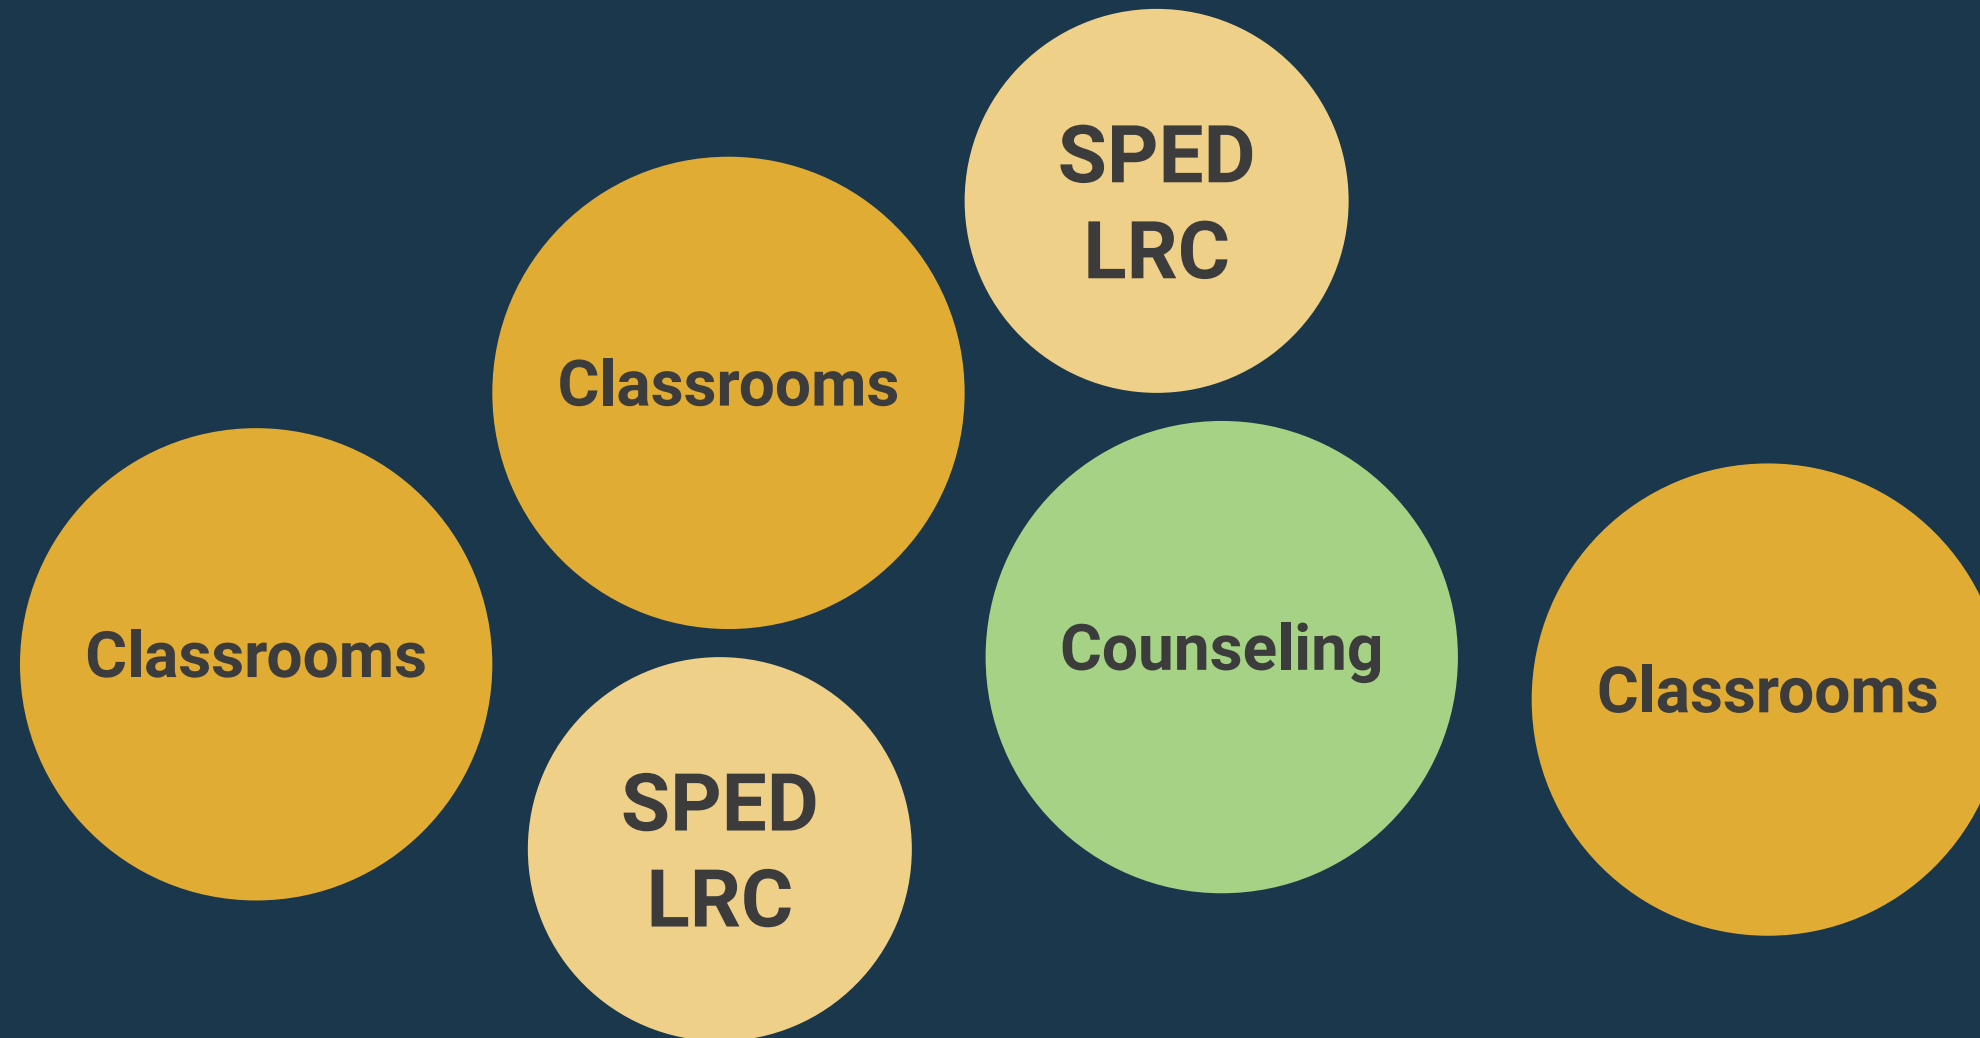 SPED
LRC
Classrooms
Classrooms
Counseling
Classrooms
SPED
LRC